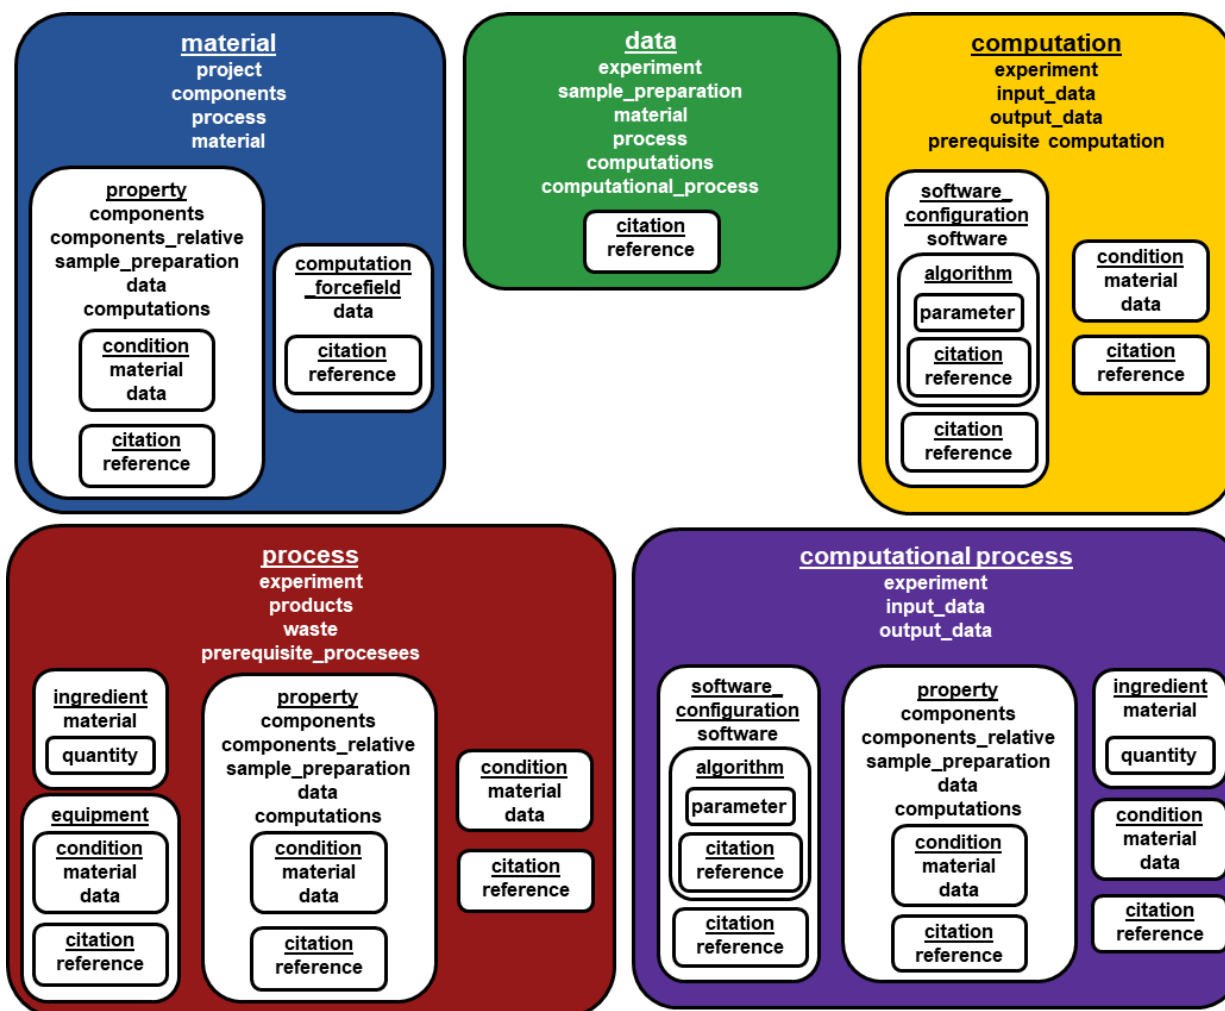 material
project
components
process
material
property
components
components_relative
sample_preparation
data
computations
condition
material
data
citation
reference
computation
_forcefield
data
citation
reference
data
experiment
sample_preparation
material
process
computations
computational_process
citation
reference
computation
experiment
input_data
output_data
prerequisite computation
software_
configuration
software
algorithm
parameter
citation
reference
citation
reference
condition
material
data
citation
reference
process
experiment
products
waste
prerequisite_procesees
ingredient
material
quantity
equipment
condition
material
data
citation
reference
property
components
components_relative
sample_preparation
data
computations
condition
material
data
citation
reference
condition
material
data
citation
reference
computational process
experiment
input_data
output_data
software_
configuration
software
algorithm
parameter
citation
reference
citation
reference
property
components
components_relative
sample_preparation
data
computations
condition
material
data
citation
reference
ingredient
material
quantity
condition
material
data
citation
reference